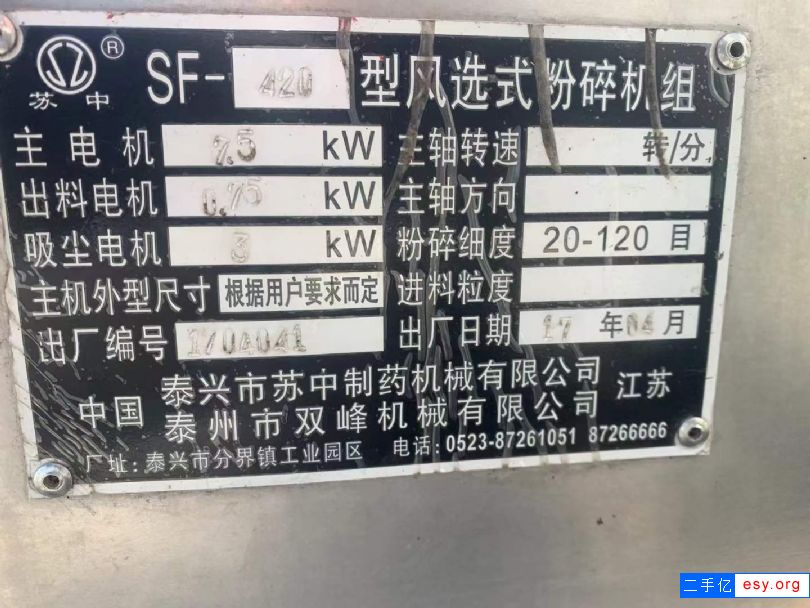 苏中® SF-420型风选式粉碎机组
主电机 7.5 kW 主轴转速 转/分
出料电机 0.75 kW 主轴方向
吸尘电机 3 kW 粉碎细度 20-120 目
主机外型尺寸 根据用户要求而定 进料粒度
出厂编号 1704041 出厂日期 17 年 04 月
中国 泰兴市苏中制药机械有限公司 江苏
泰州市双峰机械有限公司
厂址:泰兴市分界镇工业园区 电话:0523-87261051 87266666
二手亿 esy.org